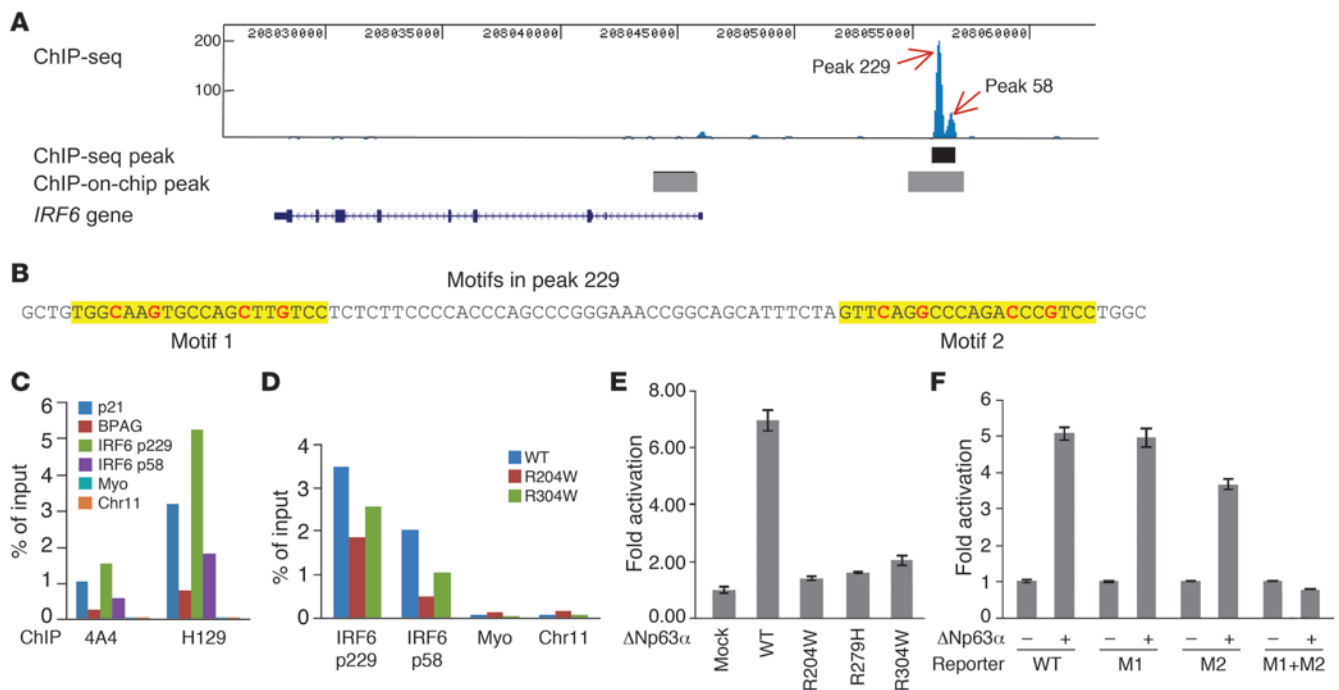 A
208030000 208035000 208040000 208045000 208050000 208055000 208060000
ChIP-seq
200
100
Peak 229
Peak 58
ChIP-seq peak
ChIP-on-chip peak
IRF6 gene
B
Motifs in peak 229
GCTGTGGCAAGTGCCAGCTTGTCCTCTCTTCCCCACCCAGCCCGGGAAACCGGCAGCATTTCTAGTTCAGGCCCAGACCCGTCCTGGC
Motif 1
Motif 2
C
% of input
6
5
4
3
2
1
0
p21
BPAG
IRF6 p229
IRF6 p58
Myo
Chr11
ChIP 4A4 H129
D
% of input
4
3
2
1
0
WT
R204W
R304W
IRF6 p229
IRF6 p58
Myo
Chr11
E
Fold activation
8.00
6.00
4.00
2.00
0.00
ΔNp63α
Mock
WT
R204W
R279H
R304W
F
Fold activation
6
5
4
3
2
1
0
ΔNp63α – + – + – + – +
Reporter WT M1 M2 M1+M2